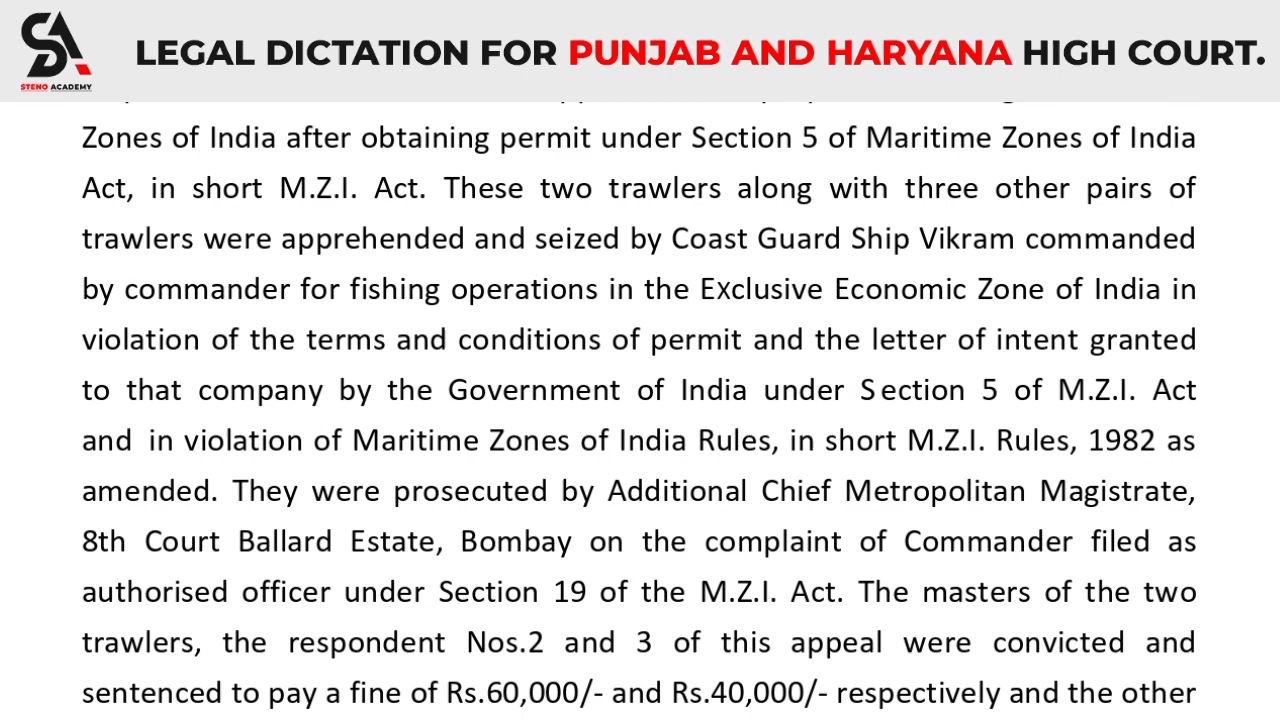 SA
STENO ACADEMY
LEGAL DICTATION FOR PUNJAB AND HARYANA HIGH COURT.
Zones of India after obtaining permit under Section 5 of Maritime Zones of India
Act, in short M.Z.I. Act. These two trawlers along with three other pairs of
trawlers were apprehended and seized by Coast Guard Ship Vikram commanded
by commander for fishing operations in the Exclusive Economic Zone of India in
violation of the terms and conditions of permit and the letter of intent granted
to that company by the Government of India under Section 5 of M.Z.I. Act
and in violation of Maritime Zones of India Rules, in short M.Z.I. Rules, 1982 as
amended. They were prosecuted by Additional Chief Metropolitan Magistrate,
8th Court Ballard Estate, Bombay on the complaint of Commander filed as
authorised officer under Section 19 of the M.Z.I. Act. The masters of the two
trawlers, the respondent Nos.2 and 3 of this appeal were convicted and
sentenced to pay a fine of Rs.60,000/- and Rs.40,000/- respectively and the other